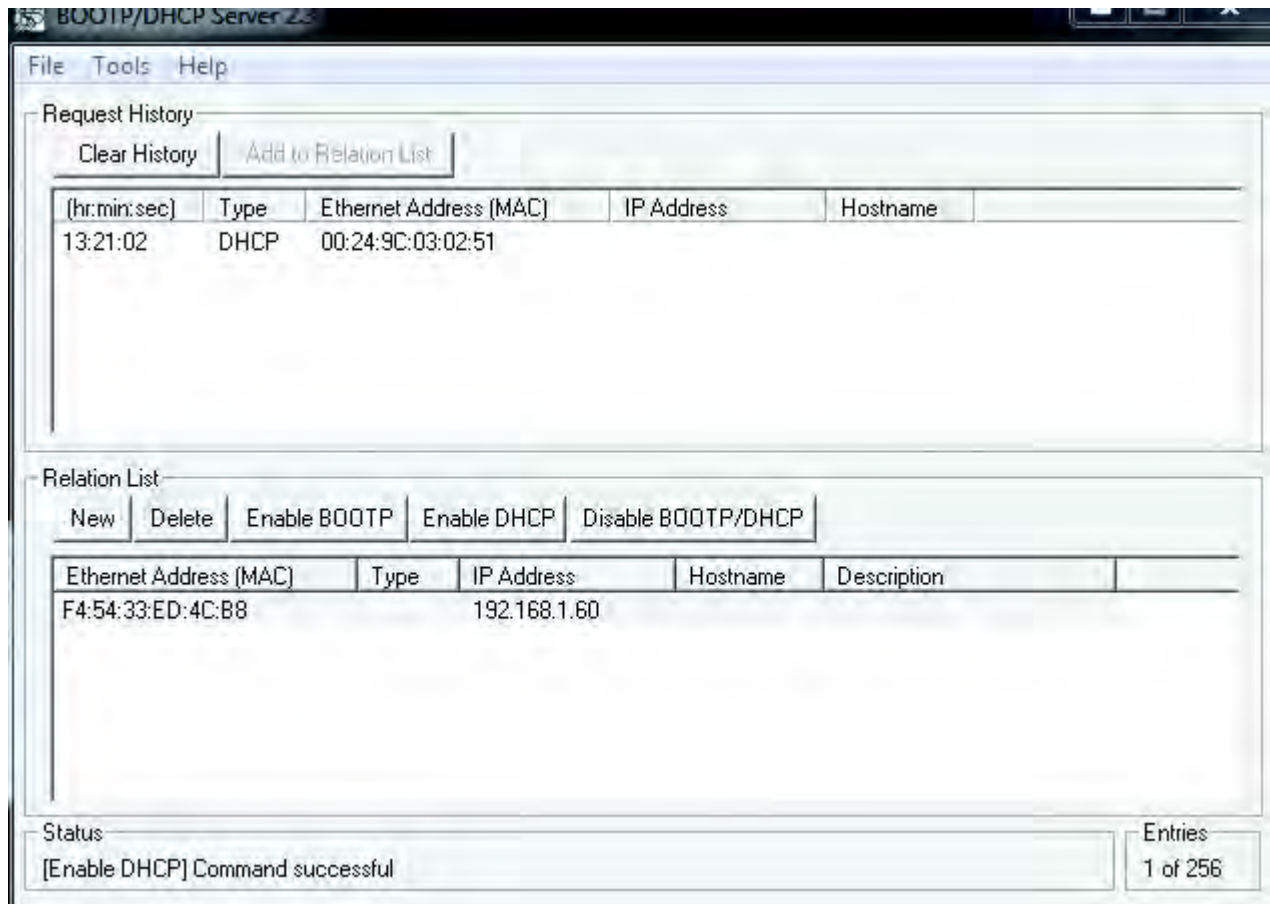 BOOTP/DHCP Server 2.3
File Tools Help
Request History
Clear History Add to Relation List
(hr:min:sec) Type Ethernet Address (MAC) IP Address Hostname
13:21:02 DHCP 00:24:9C:03:02:51
Relation List
New Delete Enable BOOTP Enable DHCP Disable BOOTP/DHCP
Ethernet Address (MAC) Type IP Address Hostname Description
F4:54:33:ED:4C:B8 192.168.1.60
Status Entries
[Enable DHCP] Command successful 1 of 256